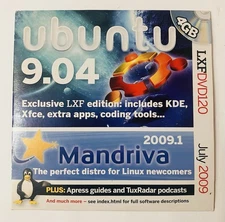 ubuntu
9.04
4GB
LXFDVD120
July 2009
Exclusive LXF edition: includes KDE,
Xfce, extra apps, coding tools...
2009.1
Mandriva
The perfect distro for Linux newcomers
PLUS: Apress guides and TuxRadar podcasts
And much more – see index.html for full software descriptions